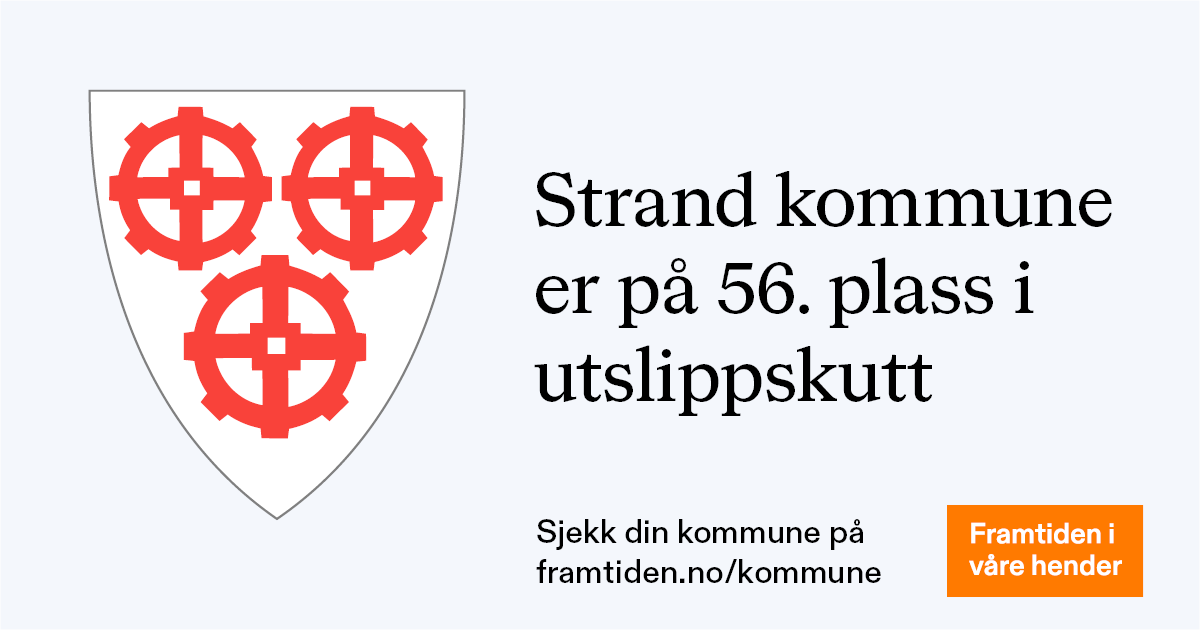 Strand kommune
er på 56. plass i
utslippskutt
Sjekk din kommune på
framtiden.no/kommune
Framtiden i
våre hender